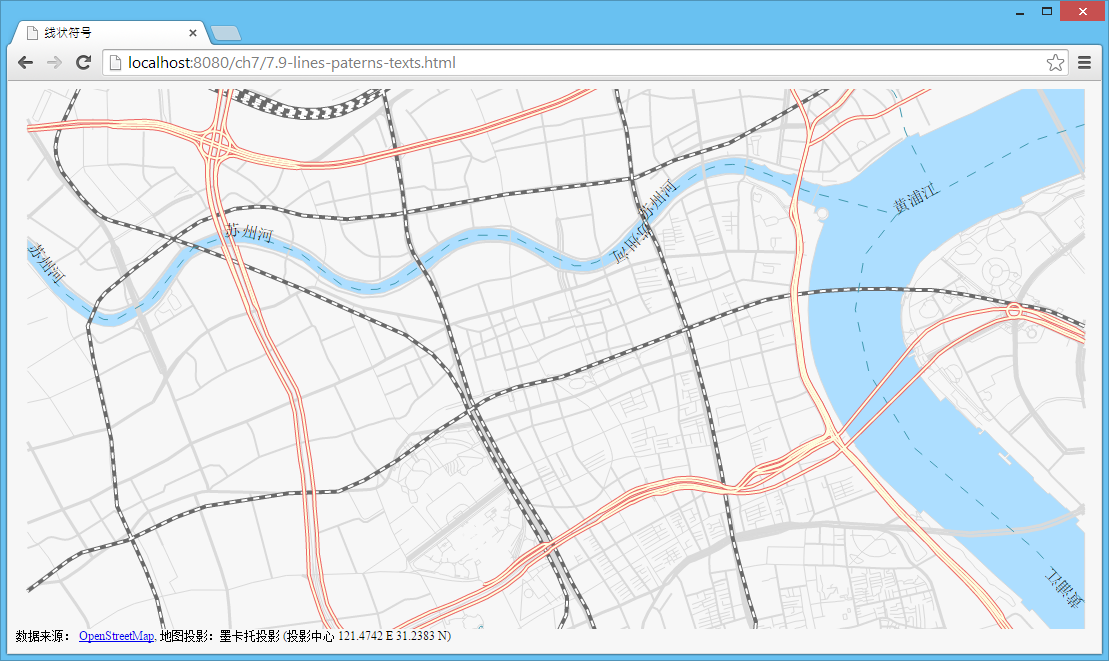 线状符号
localhost:8080/ch7/7.9-lines-paterns-texts.html
苏州河
黄浦江
苏州河
苏州河
苏州河
黄浦江
数据来源： OpenStreetMap, 地图投影：墨卡托投影 (投影中心 121.4742 E 31.2383 N)